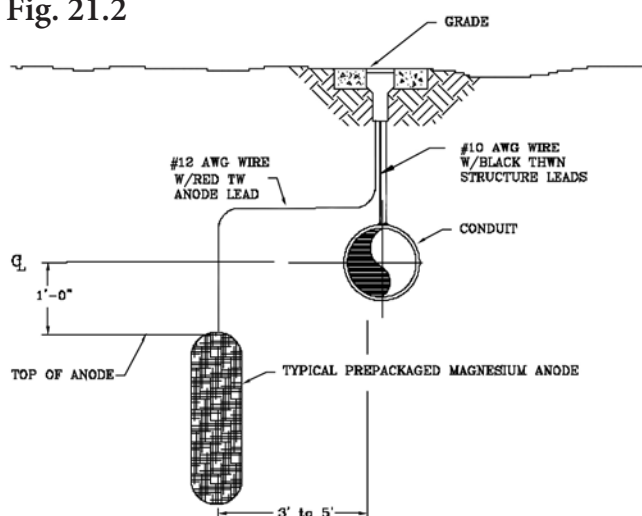 Fig. 21.2
GRADE
#12 AWG WIRE
W/RED TW
ANODE LEAD
#10 AWG WIRE
W/BLACK THWN
STRUCTURE LEADS
CONDUIT
℄
1'-0"
TOP OF ANODE
TYPICAL PREPACKAGED MAGNESIUM ANODE
3' to 5'